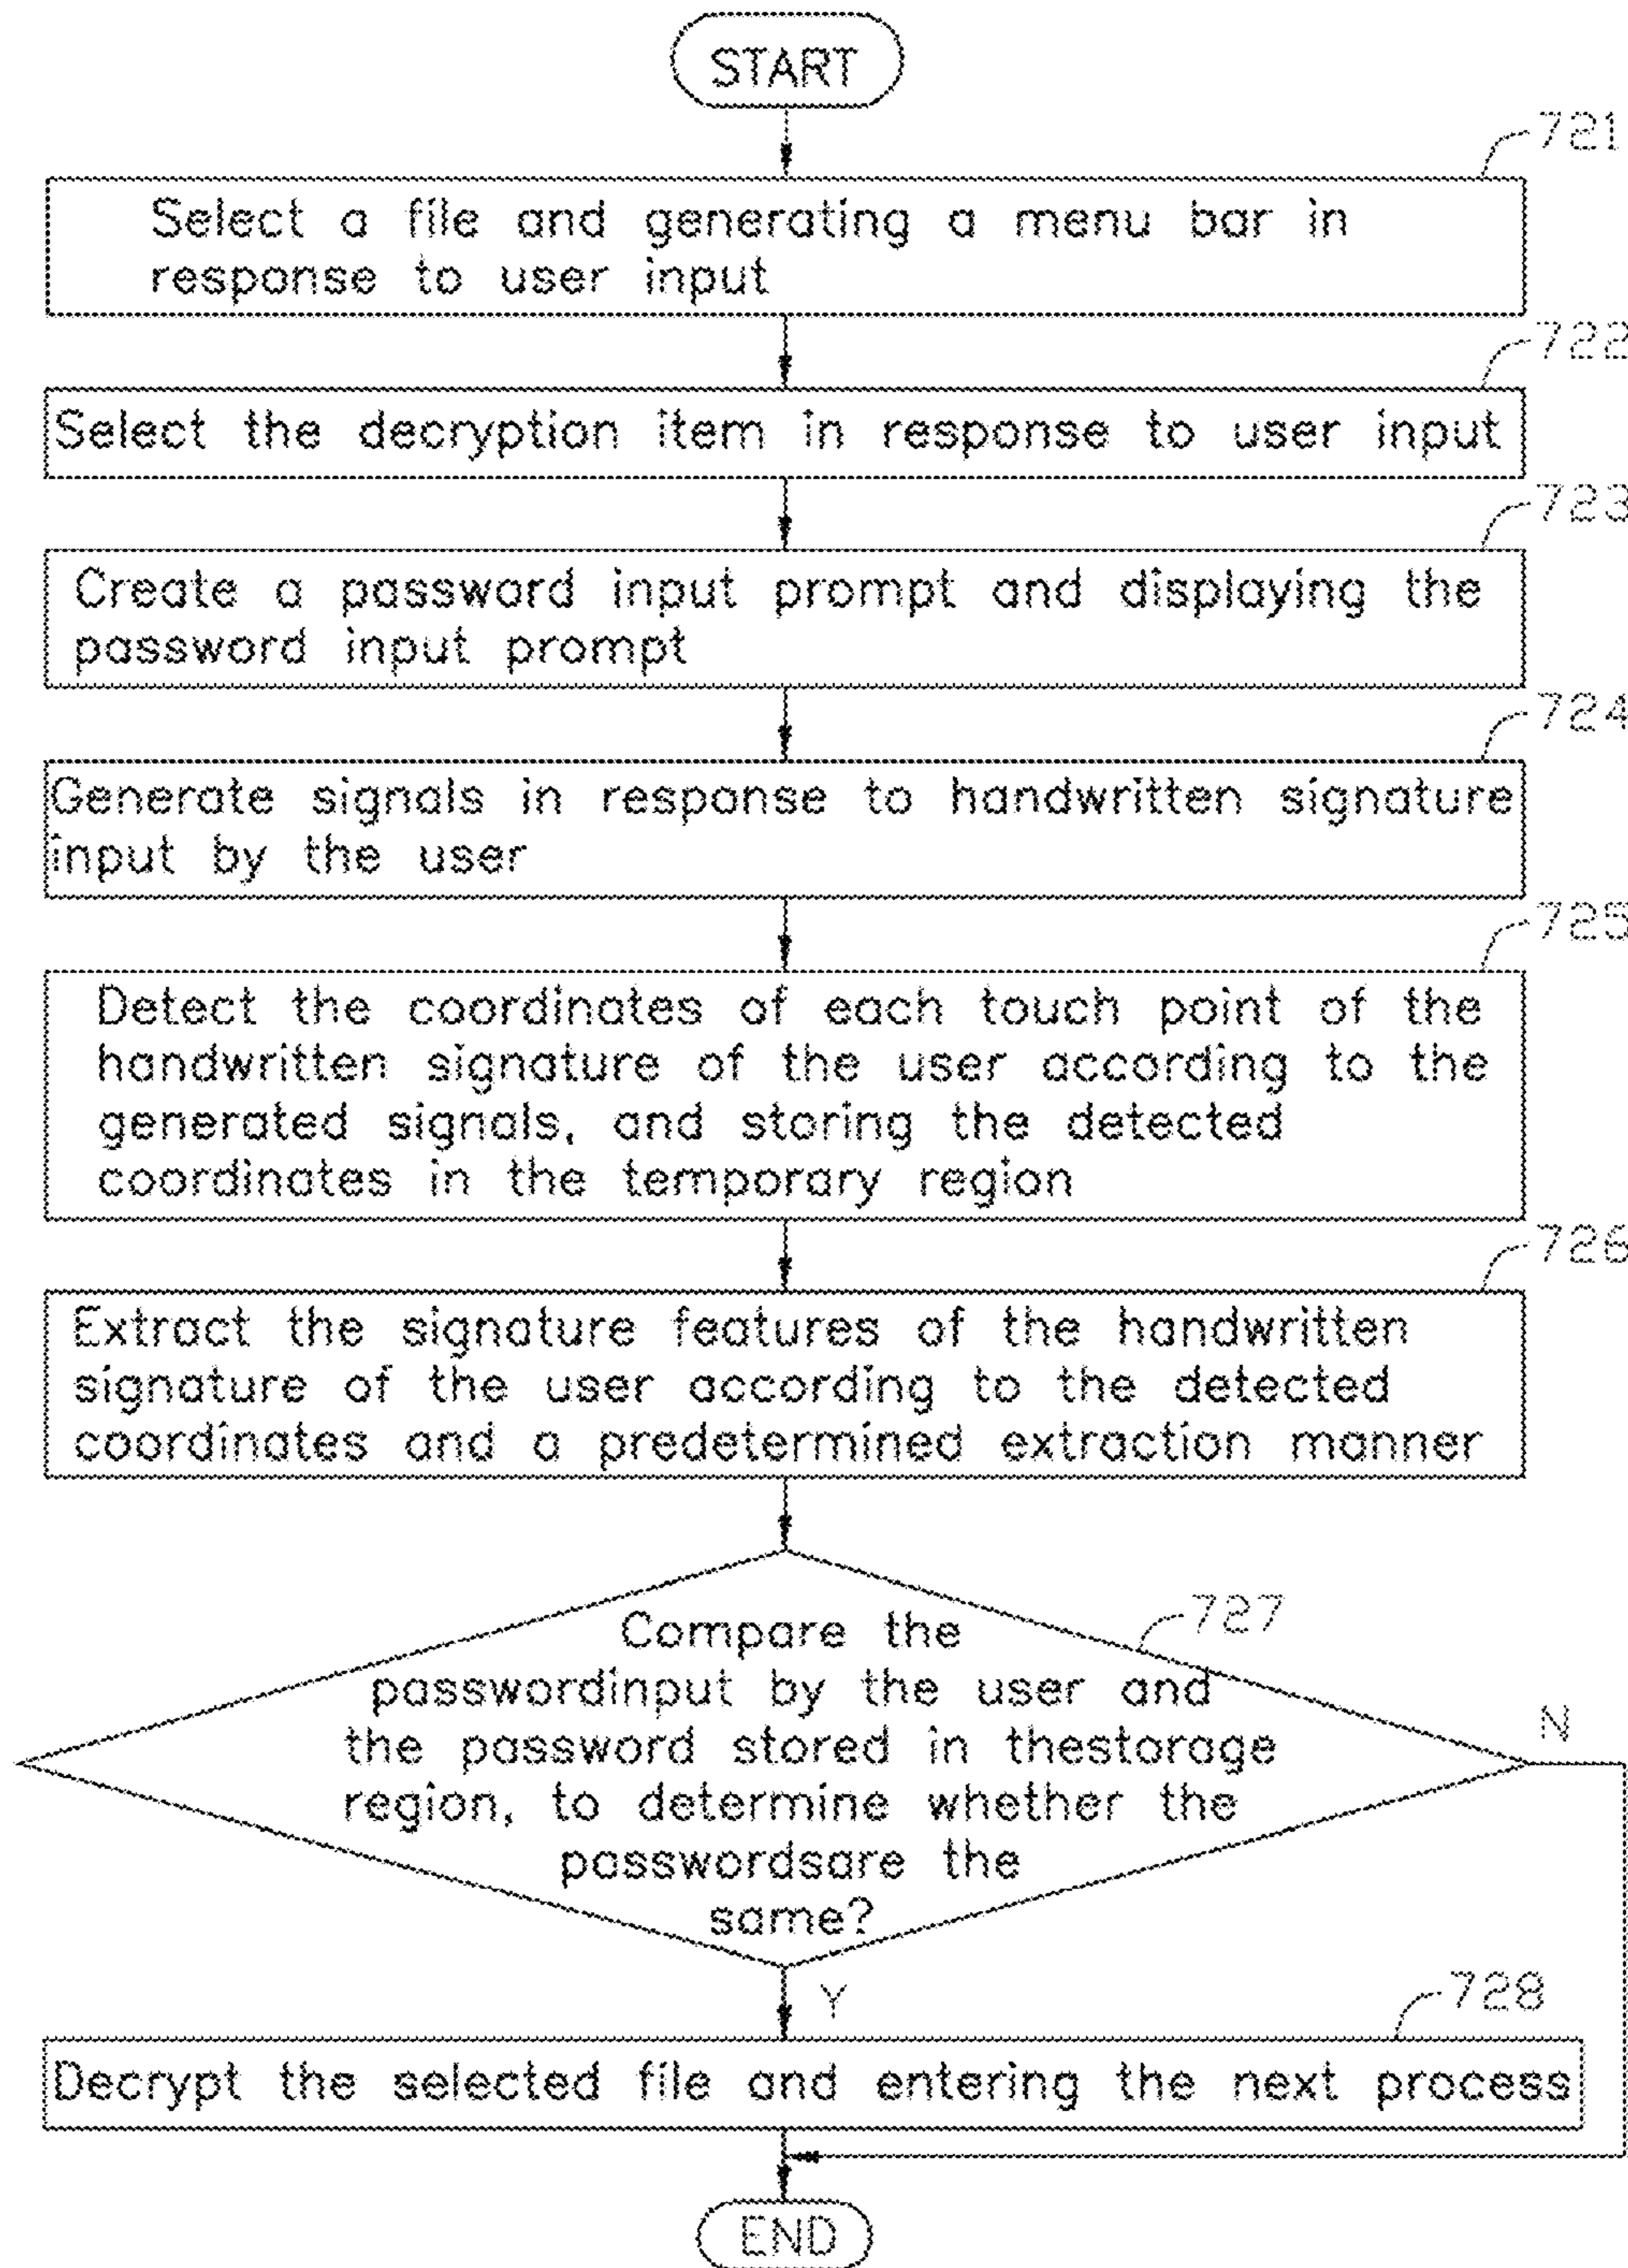 START
721
Select a file and generating a menu bar in
response to user input
722
Select the decryption item in response to user input
723
Create a password input prompt and displaying the
password input prompt
724
Generate signals in response to handwritten signature
input by the user
725
Detect the coordinates of each touch point of the
handwritten signature of the user according to the
generated signals, and storing the detected
coordinates in the temporary region
726
Extract the signature features of the handwritten
signature of the user according to the detected
coordinates and a predetermined extraction manner
727
Compare the
passwordinput by the user and
the password stored in thestorage
region, to determine whether the
passwordsare the
same?
N
Y
728
Decrypt the selected file and entering the next process
END